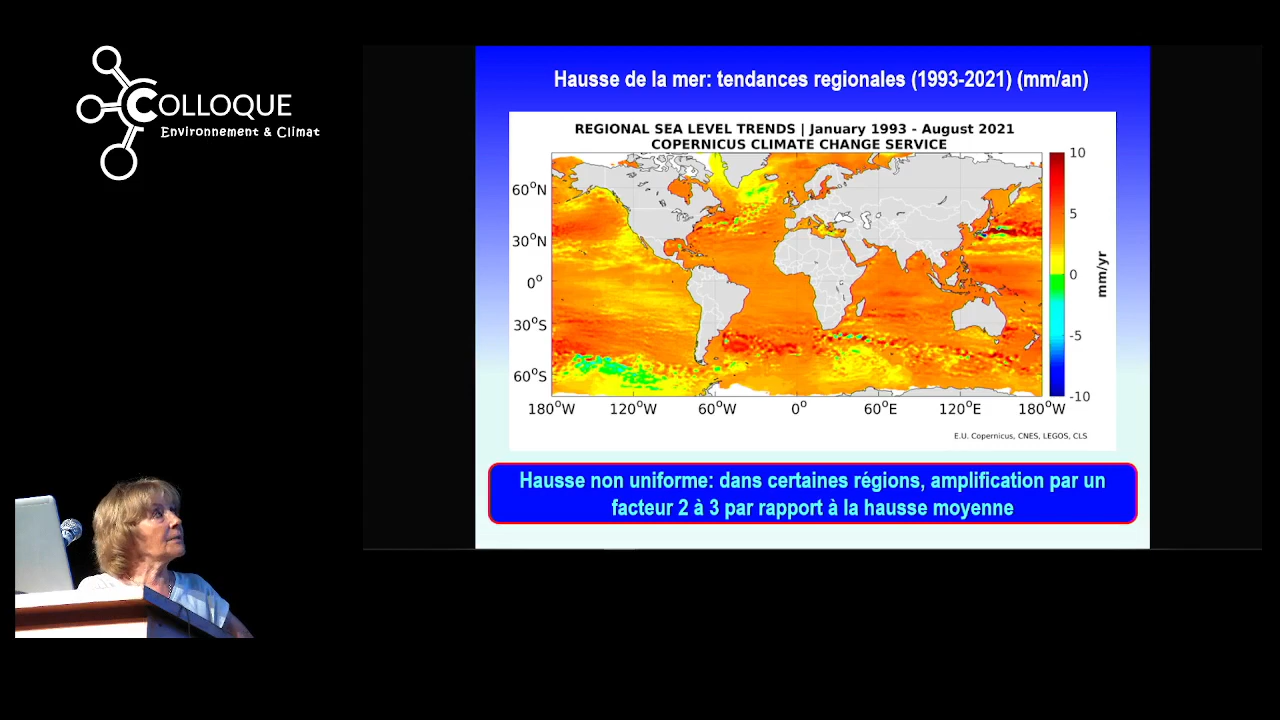 COLLOQUE
Environnement & Climat
Hausse de la mer: tendances regionales (1993-2021) (mm/an)
REGIONAL SEA LEVEL TRENDS | January 1993 - August 2021
COPERNICUS CLIMATE CHANGE SERVICE
60°N
30°N
0°
30°S
60°S
180°W 120°W 60°W 0° 60°E 120°E 180°W
10
5
0
-5
-10
mm/yr
E.U. Copernicus, CNES, LEGOS, CLS
Hausse non uniforme: dans certaines régions, amplification par un
facteur 2 à 3 par rapport à la hausse moyenne